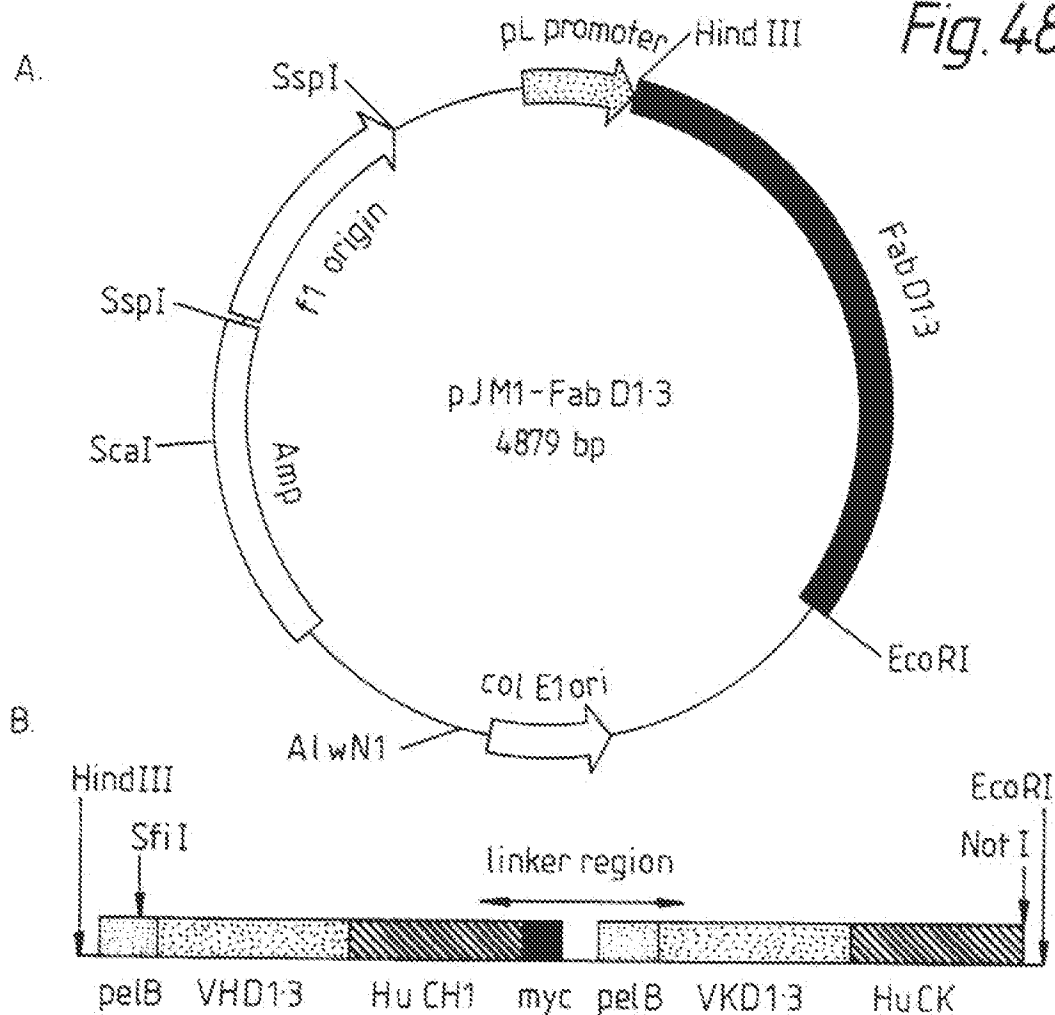 Fig. 48
A.
pL promoter
Hind III
SspI
f1 origin
Fab D1·3
SspI
pJM1-Fab D1·3
4879 bp
ScaI
Amp
EcoRI
col E1 ori
AlwN1
B.
HindIII
EcoRI
SfiI
Not I
linker region
pelB VHD1·3 Hu CH1 myc pelB VKD1·3 HuCK